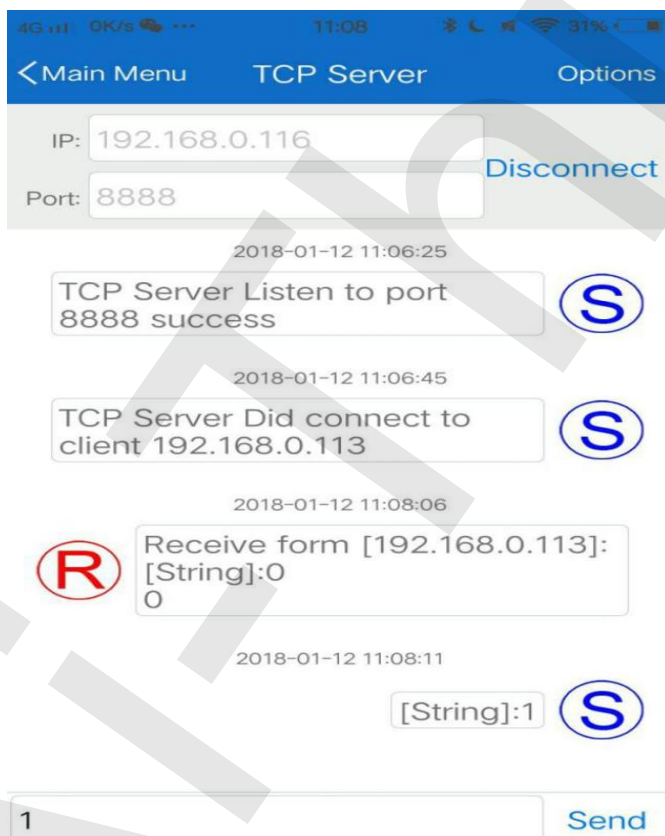 4G 0K/s ... 11:08 31%
Main Menu TCP Server Options
IP: 192.168.0.116
Disconnect
Port: 8888
2018-01-12 11:06:25
TCP Server Listen to port
8888 success
S
2018-01-12 11:06:45
TCP Server Did connect to
client 192.168.0.113
S
2018-01-12 11:08:06
R
Receive form [192.168.0.113]:
[String]:0
0
2018-01-12 11:08:11
[String]:1
S
1 Send